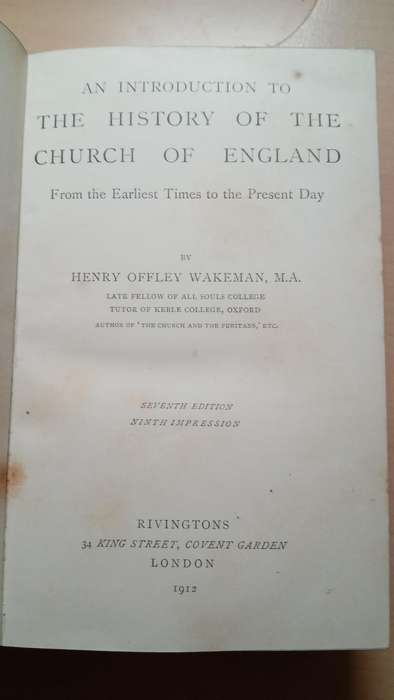 AN INTRODUCTION TO
THE HISTORY OF THE
CHURCH OF ENGLAND
From the Earliest Times to the Present Day
BY
HENRY OFFLEY WAKEMAN, M.A.
LATE FELLOW OF ALL SOULS COLLEGE
TUTOR OF KEBLE COLLEGE, OXFORD
AUTHOR OF 'THE CHURCH AND THE PURITANS,' ETC.
SEVENTH EDITION
NINTH IMPRESSION
RIVINGTONS
34 KING STREET, COVENT GARDEN
LONDON
1912